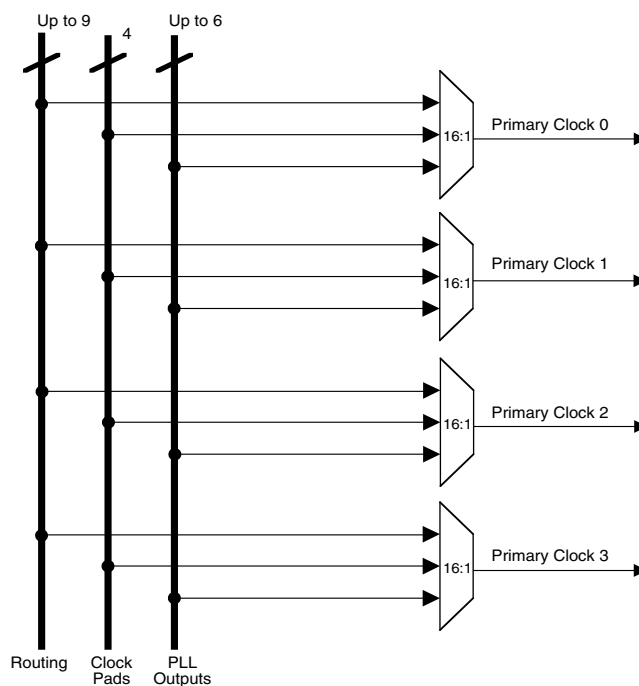 Up to 9
4
Up to 6
16:1
Primary Clock 0
16:1
Primary Clock 1
16:1
Primary Clock 2
16:1
Primary Clock 3
Routing
Clock
Pads
PLL
Outputs